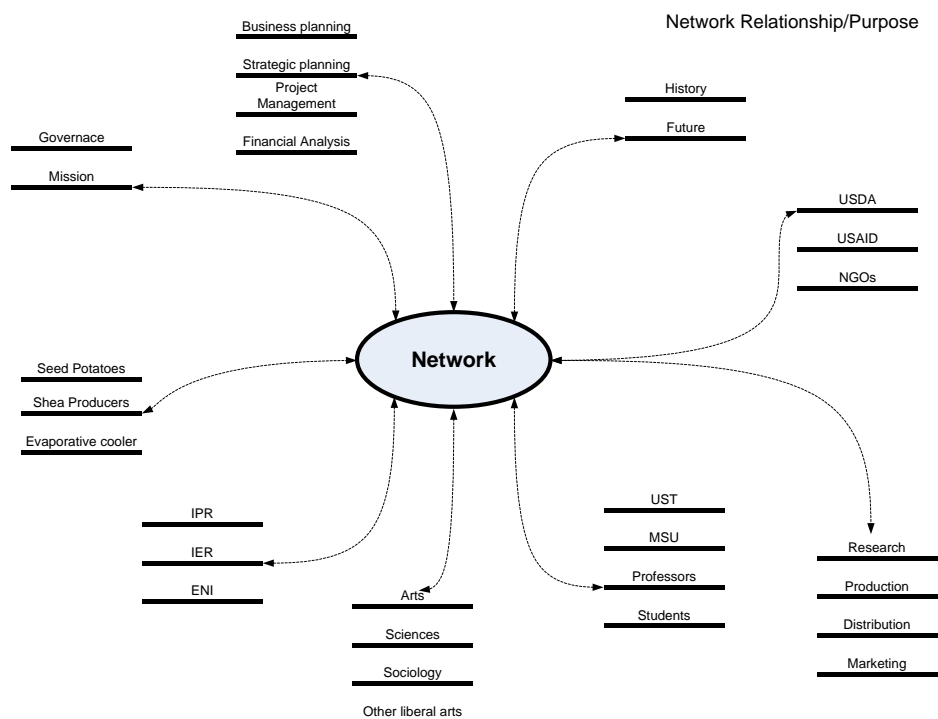 Network Relationship/Purpose
Business planning
Strategic planning
Project
Management
Financial Analysis
History
Future
Governace
Mission
USDA
USAID
NGOs
Network
Seed Potatoes
Shea Producers
Evaporative cooler
IPR
IER
ENI
Arts
Sciences
Sociology
Other liberal arts
UST
MSU
Professors
Students
Research
Production
Distribution
Marketing